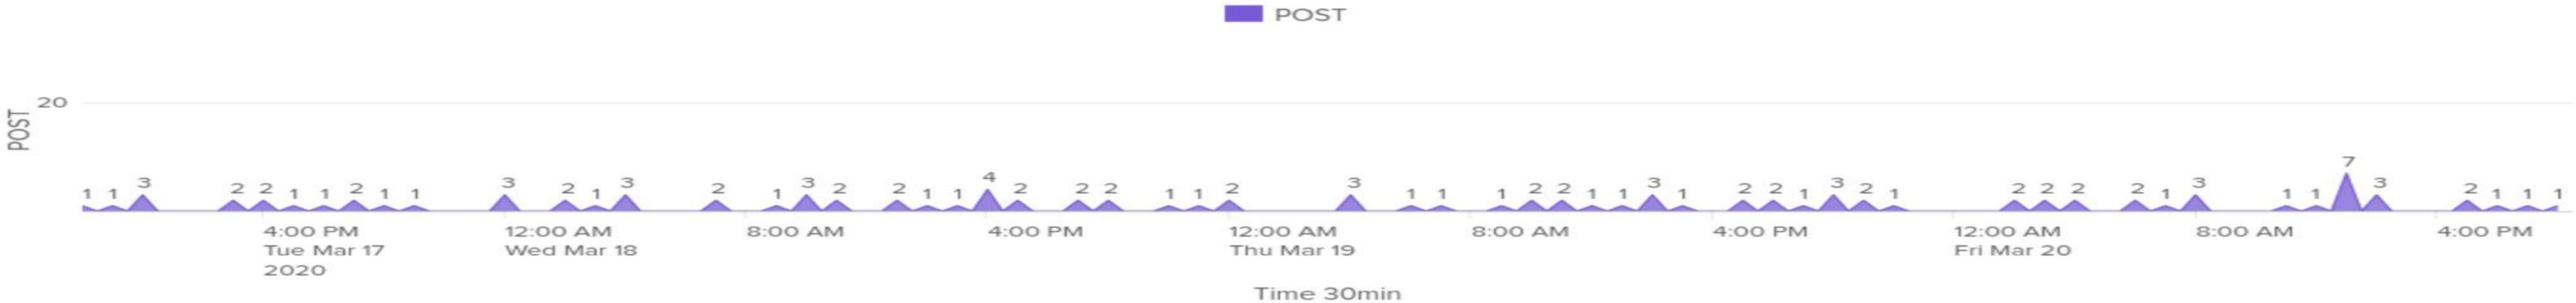 POST
POST
20
1 1 3 2 2 1 1 2 1 1 3 2 1 3 2 1 3 2 2 1 1 4 2 2 2 1 1 2 3 1 1 1 2 2 1 1 3 1 2 2 1 3 2 1 2 2 2 2 1 3 1 1 7 3 2 1 1 1
4:00 PM 12:00 AM 8:00 AM 4:00 PM 12:00 AM 8:00 AM 4:00 PM 12:00 AM 8:00 AM 4:00 PM
Tue Mar 17 Wed Mar 18 Thu Mar 19 Fri Mar 20
2020
Time 30min